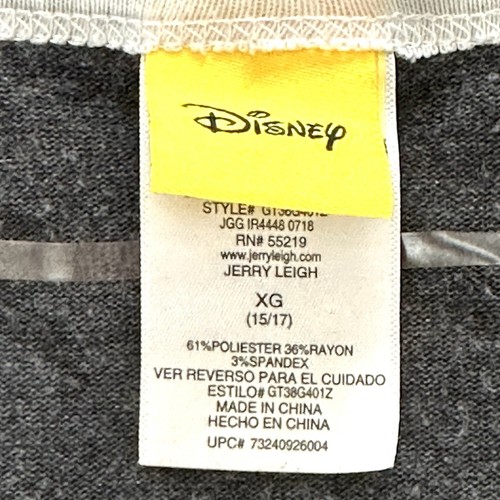 Disney
STYLE# GT38G401Z
JGG IR4448 0718
RN# 55219
www.jerryleigh.com
JERRY LEIGH
XG
(15/17)
61%POLIESTER 36%RAYON
3%SPANDEX
VER REVERSO PARA EL CUIDADO
ESTILO# GT38G401Z
MADE IN CHINA
HECHO EN CHINA
UPC# 73240926004